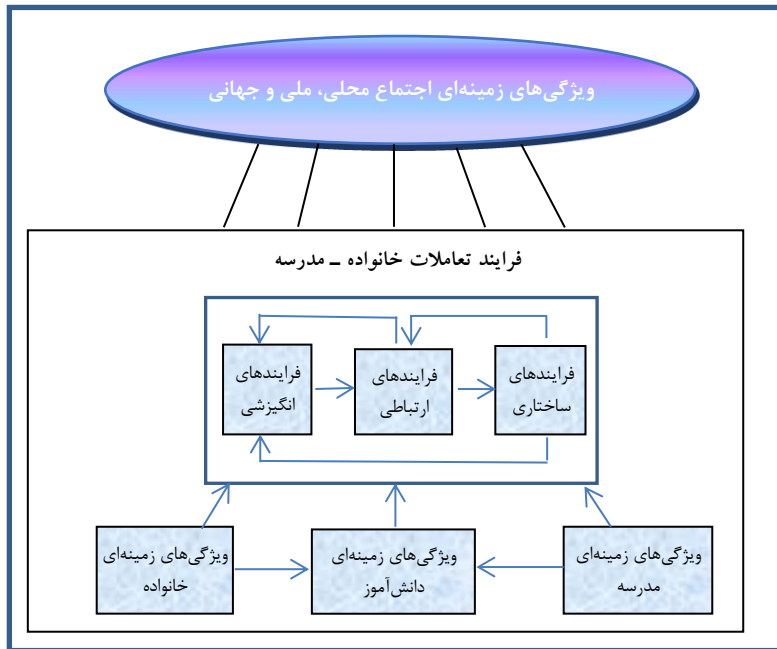 ویژگی‌های زمینه‌ای اجتماع محلی، ملی و جهانی
فرایند تعاملات خانواده ـ مدرسه
فرایندهای
ساختاری
فرایندهای
ارتباطی
فرایندهای
انگیزشی
ویژگی‌های زمینه‌ای
مدرسه
ویژگی‌های زمینه‌ای
دانش‌آموز
ویژگی‌های زمینه‌ای
خانواده